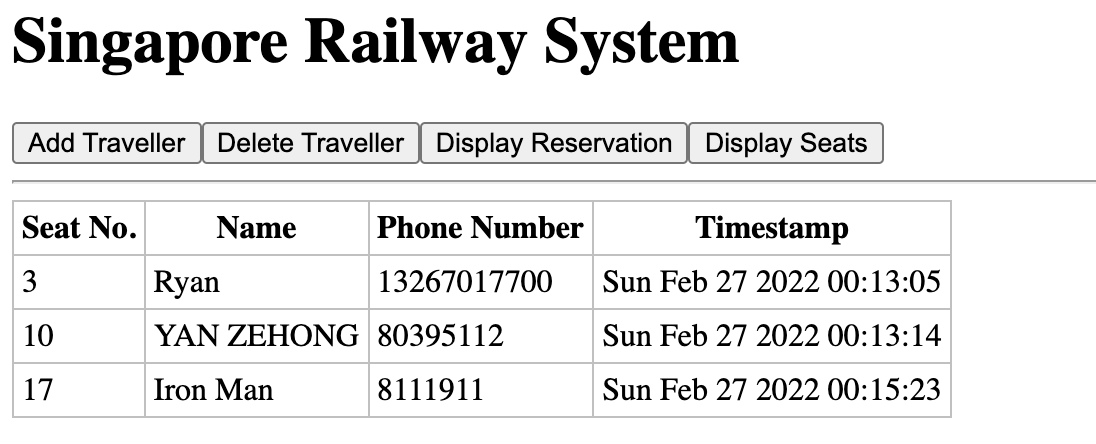 Singapore Railway System
Add Traveller Delete Traveller Display Reservation Display Seats
Seat No. Name Phone Number Timestamp
3 Ryan 13267017700 Sun Feb 27 2022 00:13:05
10 YAN ZEHONG 80395112 Sun Feb 27 2022 00:13:14
17 Iron Man 8111911 Sun Feb 27 2022 00:15:23